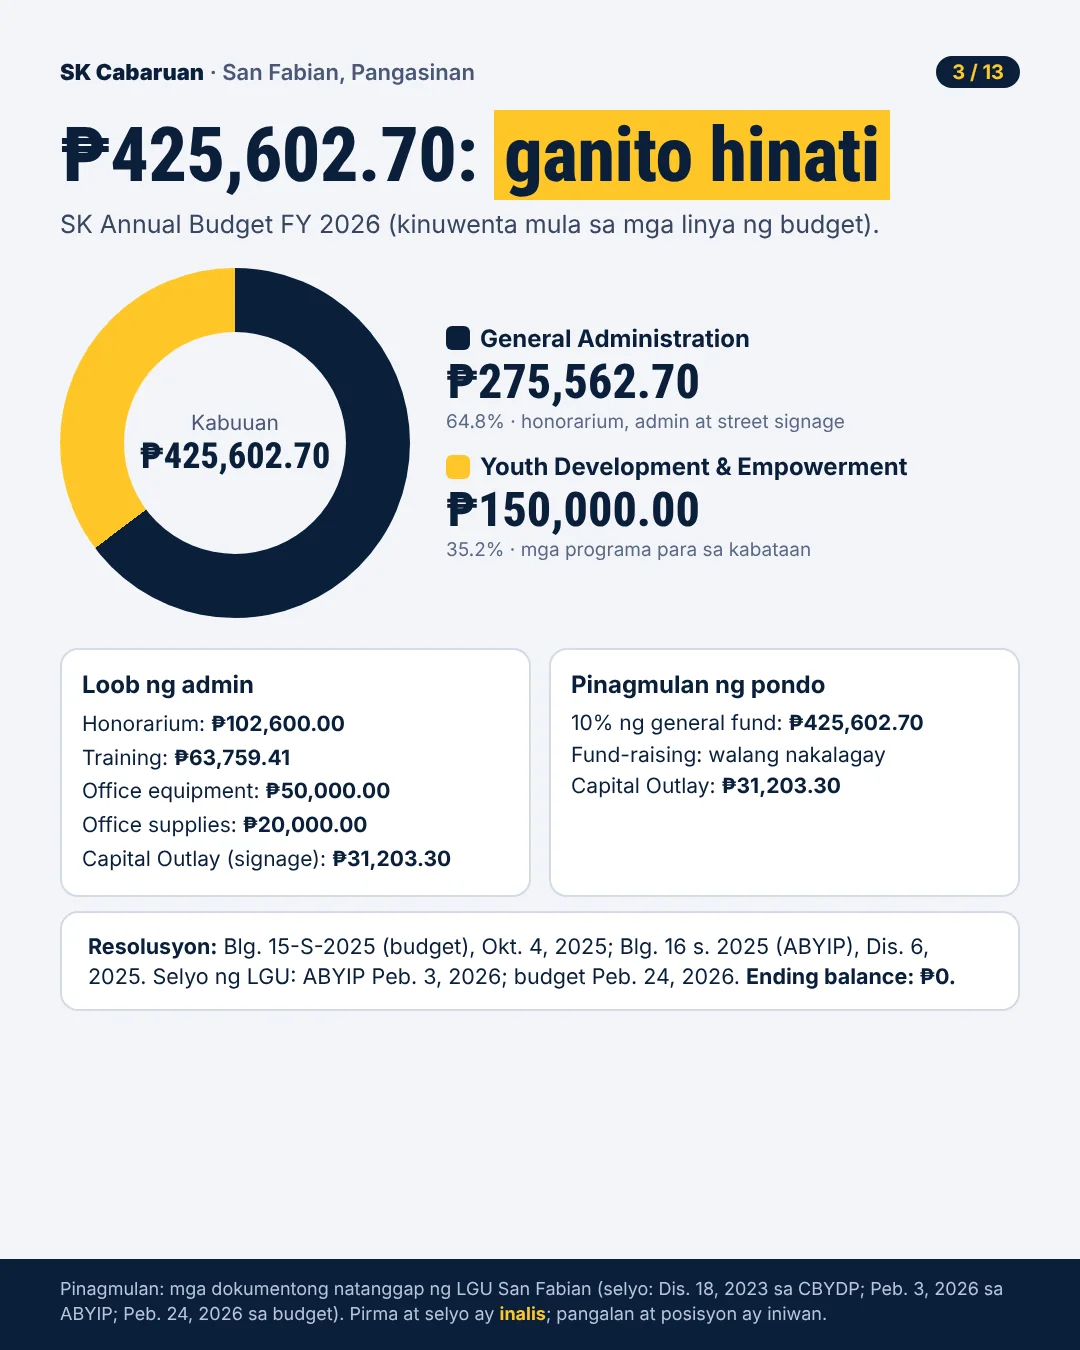 SK Cabaruan · San Fabian, Pangasinan
3 / 13
₱425,602.70: ganito hinati
SK Annual Budget FY 2026 (kinuwenta mula sa mga linya ng budget).
Kabuuan
₱425,602.70
General Administration
₱275,562.70
64.8% · honorarium, admin at street signage
Youth Development & Empowerment
₱150,000.00
35.2% · mga programa para sa kabataan
Loob ng admin
Honorarium: ₱102,600.00
Training: ₱63,759.41
Office equipment: ₱50,000.00
Office supplies: ₱20,000.00
Capital Outlay (signage): ₱31,203.30
Pinagmulan ng pondo
10% ng general fund: ₱425,602.70
Fund-raising: walang nakalagay
Capital Outlay: ₱31,203.30
Resolusyon: Blg. 15-S-2025 (budget), Okt. 4, 2025; Blg. 16 s. 2025 (ABYIP), Dis. 6,
2025. Selyo ng LGU: ABYIP Peb. 3, 2026; budget Peb. 24, 2026. Ending balance: ₱0.
Pinagmulan: mga dokumentong natanggap ng LGU San Fabian (selyo: Dis. 18, 2023 sa CBYDP; Peb. 3, 2026 sa
ABYIP; Peb. 24, 2026 sa budget). Pirma at selyo ay inalis; pangalan at posisyon ay iniwan.